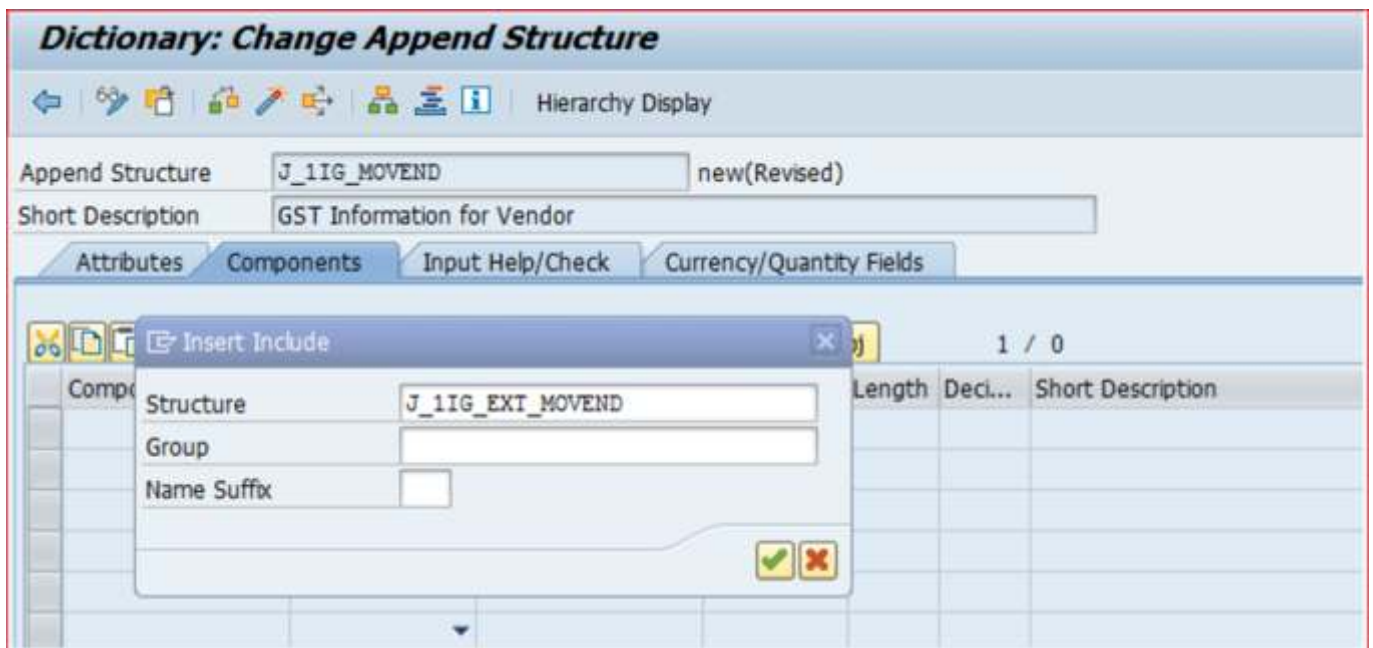 Dictionary: Change Append Structure
Hierarchy Display
Append Structure J_1IG_MOVEND new(Revised)
Short Description GST Information for Vendor
Attributes Components Input Help/Check Currency/Quantity Fields
Insert Include
1 / 0
Length Deci... Short Description
Structure J_1IG_EXT_MOVEND
Group
Name Suffix